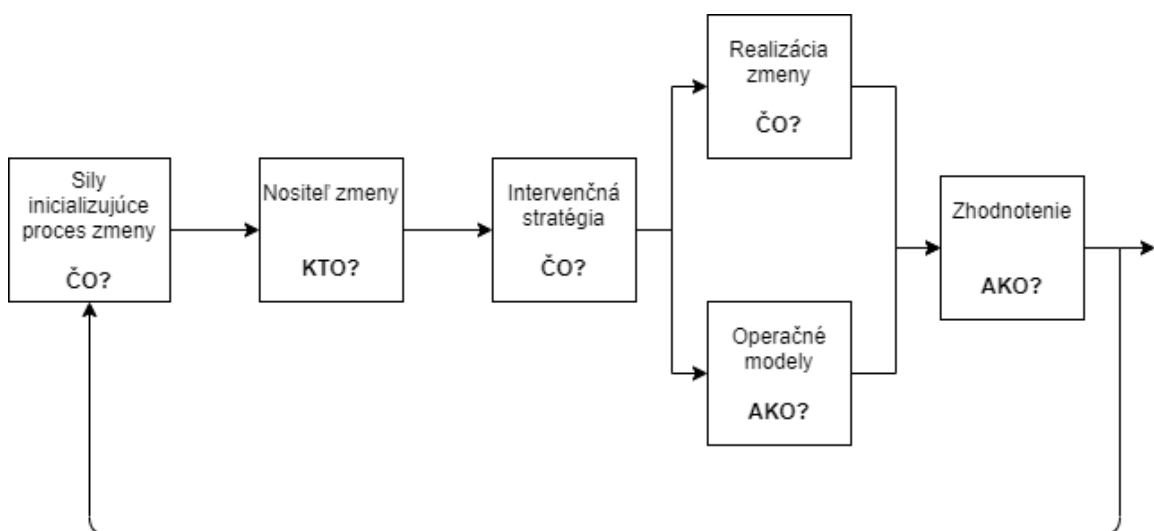 Sily
inicializujúce
proces zmeny
ČO?
Nositeľ zmeny
KTO?
Intervenčná
stratégia
ČO?
Realizácia
zmeny
ČO?
Operačné
modely
AKO?
Zhodnotenie
AKO?